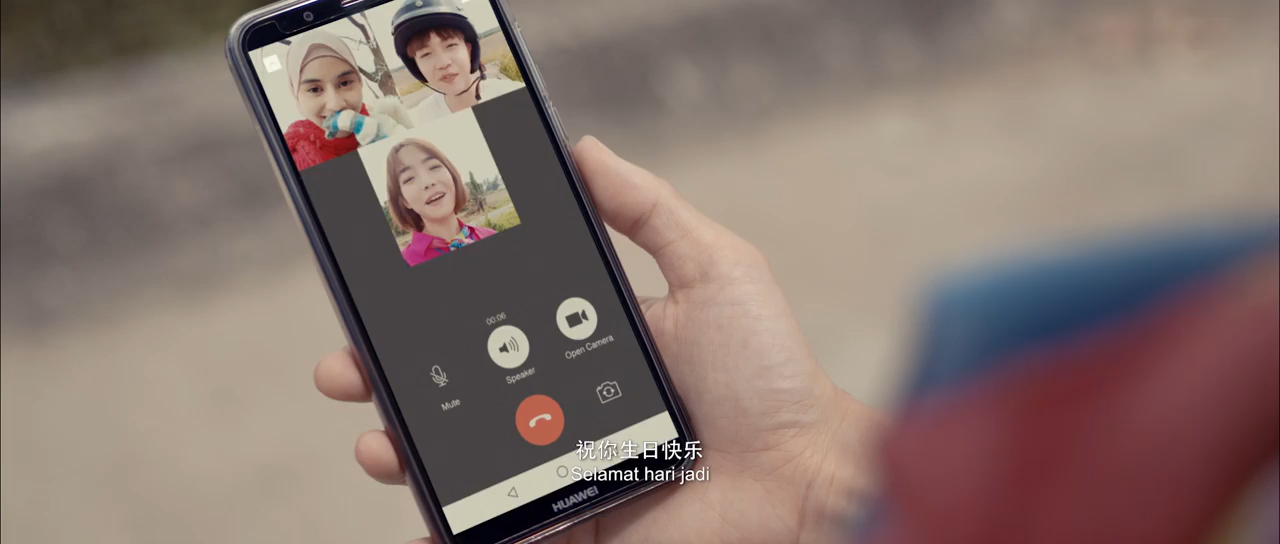 00:06
Mute
Speaker
Open Camera
祝你生日快乐
Selamat hari jadi
HUAWEI